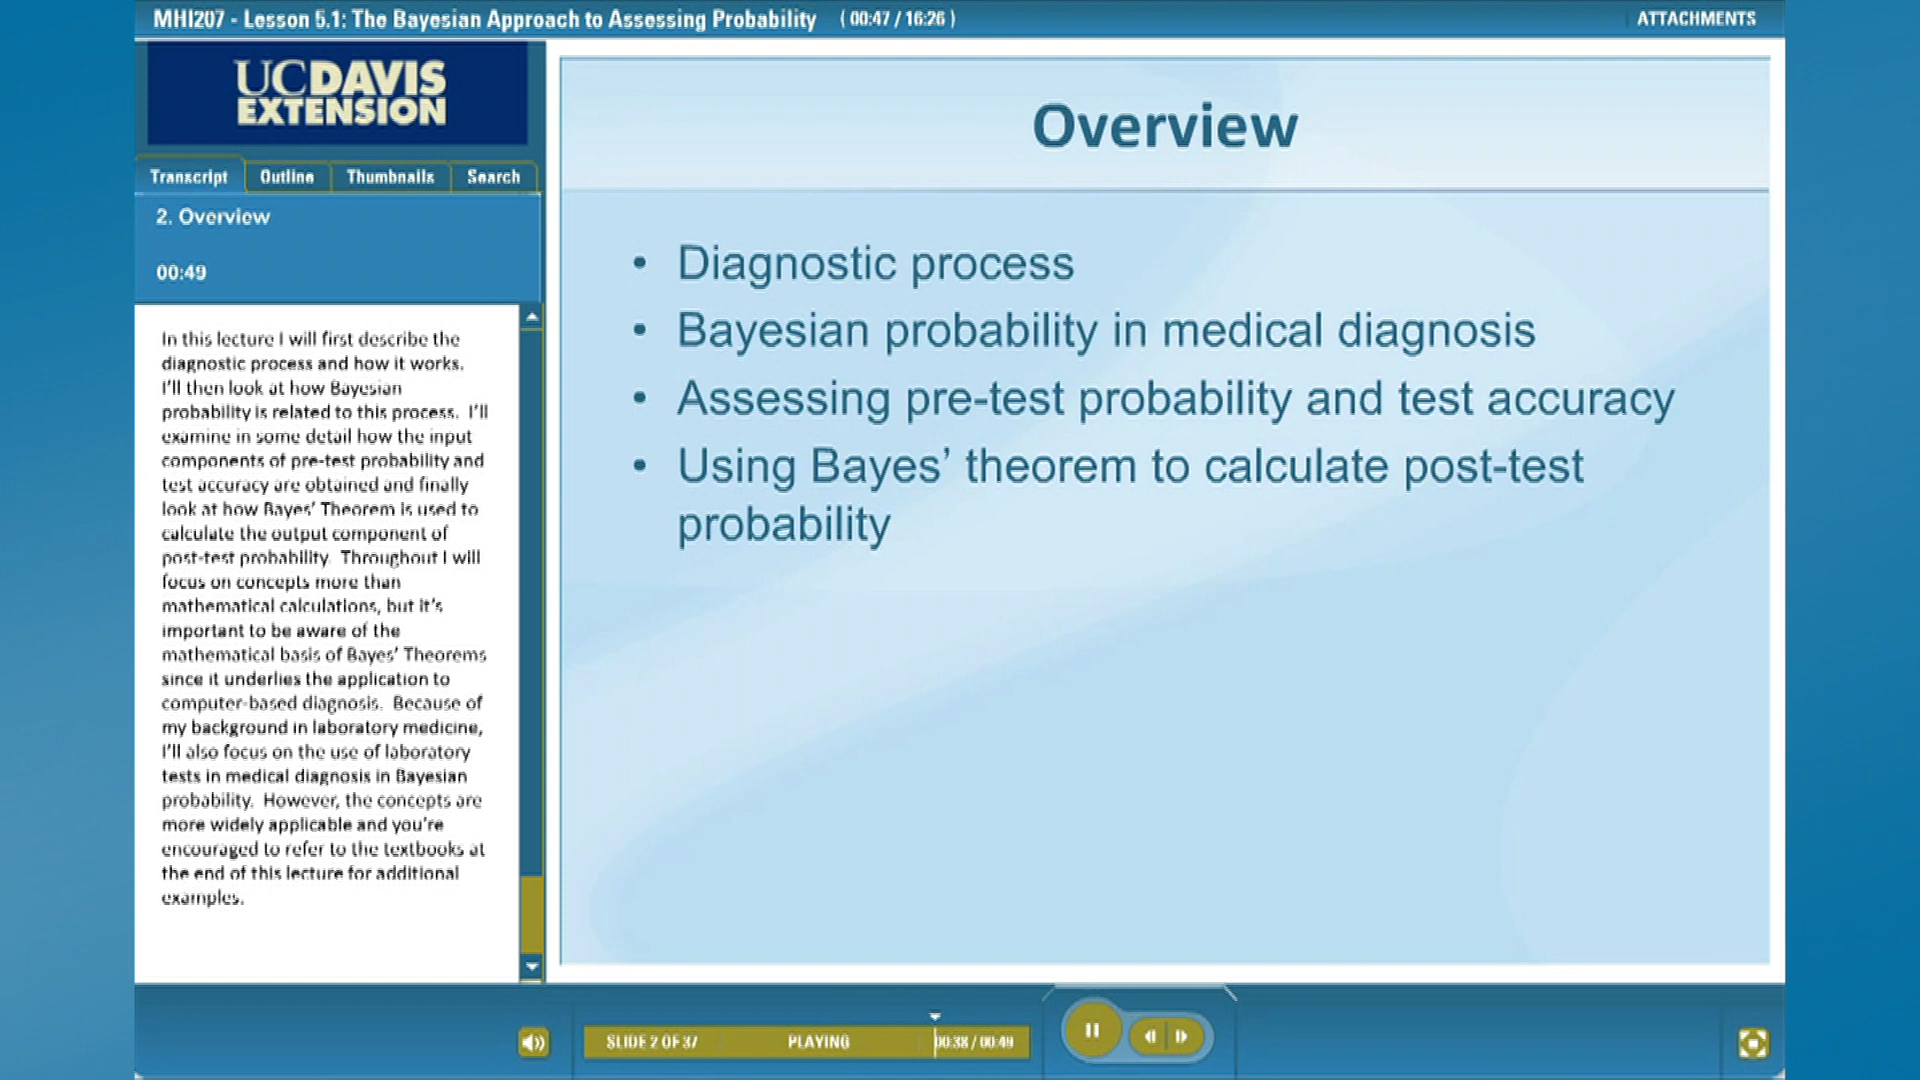 MHI207 - Lesson 5.1: The Bayesian Approach to Assessing Probability ( 00:47 / 16:26 )
ATTACHMENTS
UCDAVIS
EXTENSION
Transcript Outline Thumbnails Search
2. Overview
00:49
In this lecture I will first describe the
diagnostic process and how it works.
I'll then look at how Bayesian
probability is related to this process. I'll
examine in some detail how the input
components of pre-test probability and
test accuracy are obtained and finally
look at how Bayes' Theorem is used to
calculate the output component of
post-test probability. Throughout I will
focus on concepts more than
mathematical calculations, but it's
important to be aware of the
mathematical basis of Bayes' Theorems
since it underlies the application to
computer-based diagnosis. Because of
my background in laboratory medicine,
I'll also focus on the use of laboratory
tests in medical diagnosis in Bayesian
probability. However, the concepts are
more widely applicable and you're
encouraged to refer to the textbooks at
the end of this lecture for additional
examples.
Overview
• Diagnostic process
• Bayesian probability in medical diagnosis
• Assessing pre-test probability and test accuracy
• Using Bayes' theorem to calculate post-test
probability
SLIDE 2 OF 37 PLAYING 00:38 / 00:49